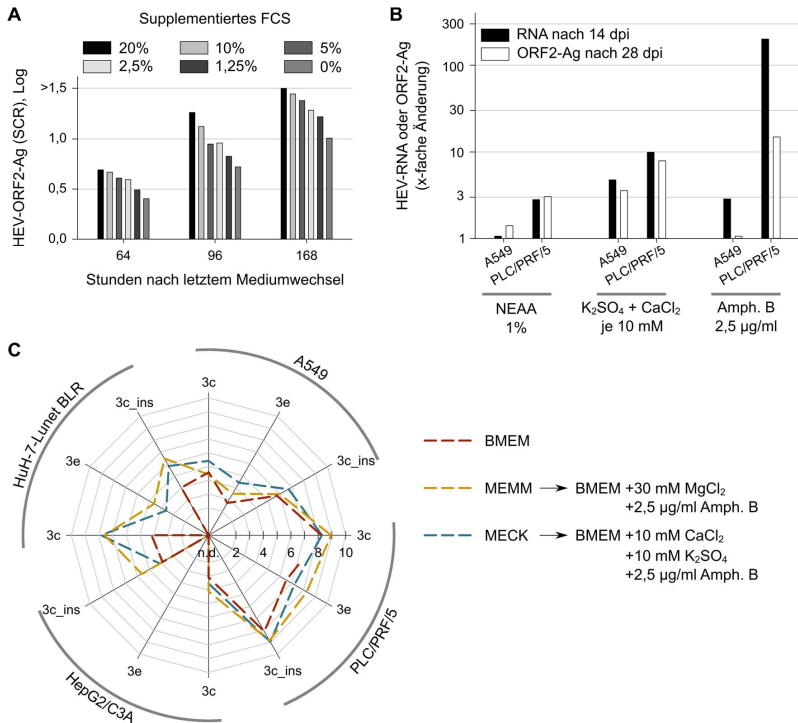 A
Supplementiertes FCS
20%
10%
5%
2,5%
1,25%
0%
HEV-ORF2-Ag (SCR), Log
>1,5
1,0
0,5
0,0
64
96
168
Stunden nach letztem Mediumwechsel
B
RNA nach 14 dpi
ORF2-Ag nach 28 dpi
HEV-RNA oder ORF2-Ag
(x-fache Änderung)
300
100
30
10
3
1
A549
PLC/PRF/5
A549
PLC/PRF/5
A549
PLC/PRF/5
NEAA
1%
K₂SO₄ + CaCl₂
je 10 mM
Amph. B
2,5 µg/ml
C
HuH-7-Lunet BLR
A549
PLC/PRF/5
HepG2/C3A
3c
3e
3c_ins
3c
3e
3c_ins
3c
3e
3c_ins
3c
3e
3c_ins
n.d.
2
4
6
8
10
BMEM
MEMM
BMEM +30 mM MgCl₂
+2,5 µg/ml Amph. B
MECK
BMEM +10 mM CaCl₂
+10 mM K₂SO₄
+2,5 µg/ml Amph. B